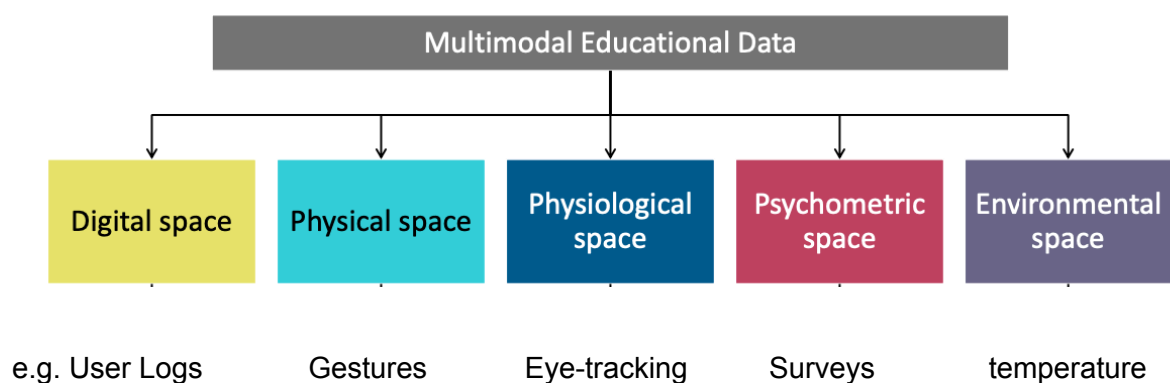 Multimodal Educational Data
Digital space
Physical space
Physiological
space
Psychometric
space
Environmental
space
e.g. User Logs
Gestures
Eye-tracking
Surveys
temperature